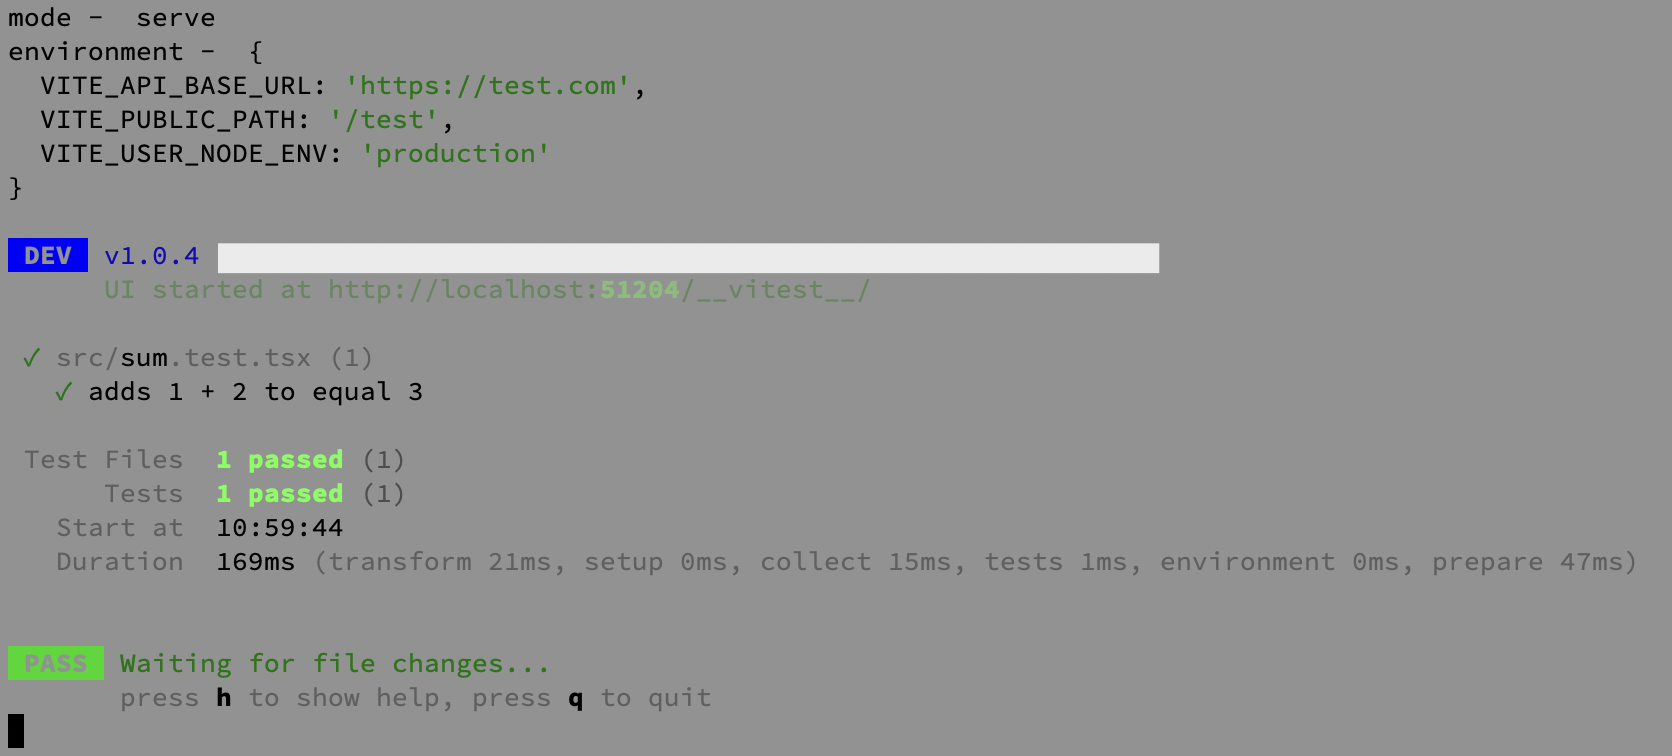 mode -  serve
environment -  {
  VITE_API_BASE_URL: 'https://test.com',
  VITE_PUBLIC_PATH: '/test',
  VITE_USER_NODE_ENV: 'production'
}
DEV v1.0.4
UI started at http://localhost:51204/__vitest__/
✓ src/sum.test.tsx (1)
✓ adds 1 + 2 to equal 3
Test Files  1 passed (1)
Tests  1 passed (1)
Start at  10:59:44
Duration  169ms (transform 21ms, setup 0ms, collect 15ms, tests 1ms, environment 0ms, prepare 47ms)
PASS Waiting for file changes...
press h to show help, press q to quit